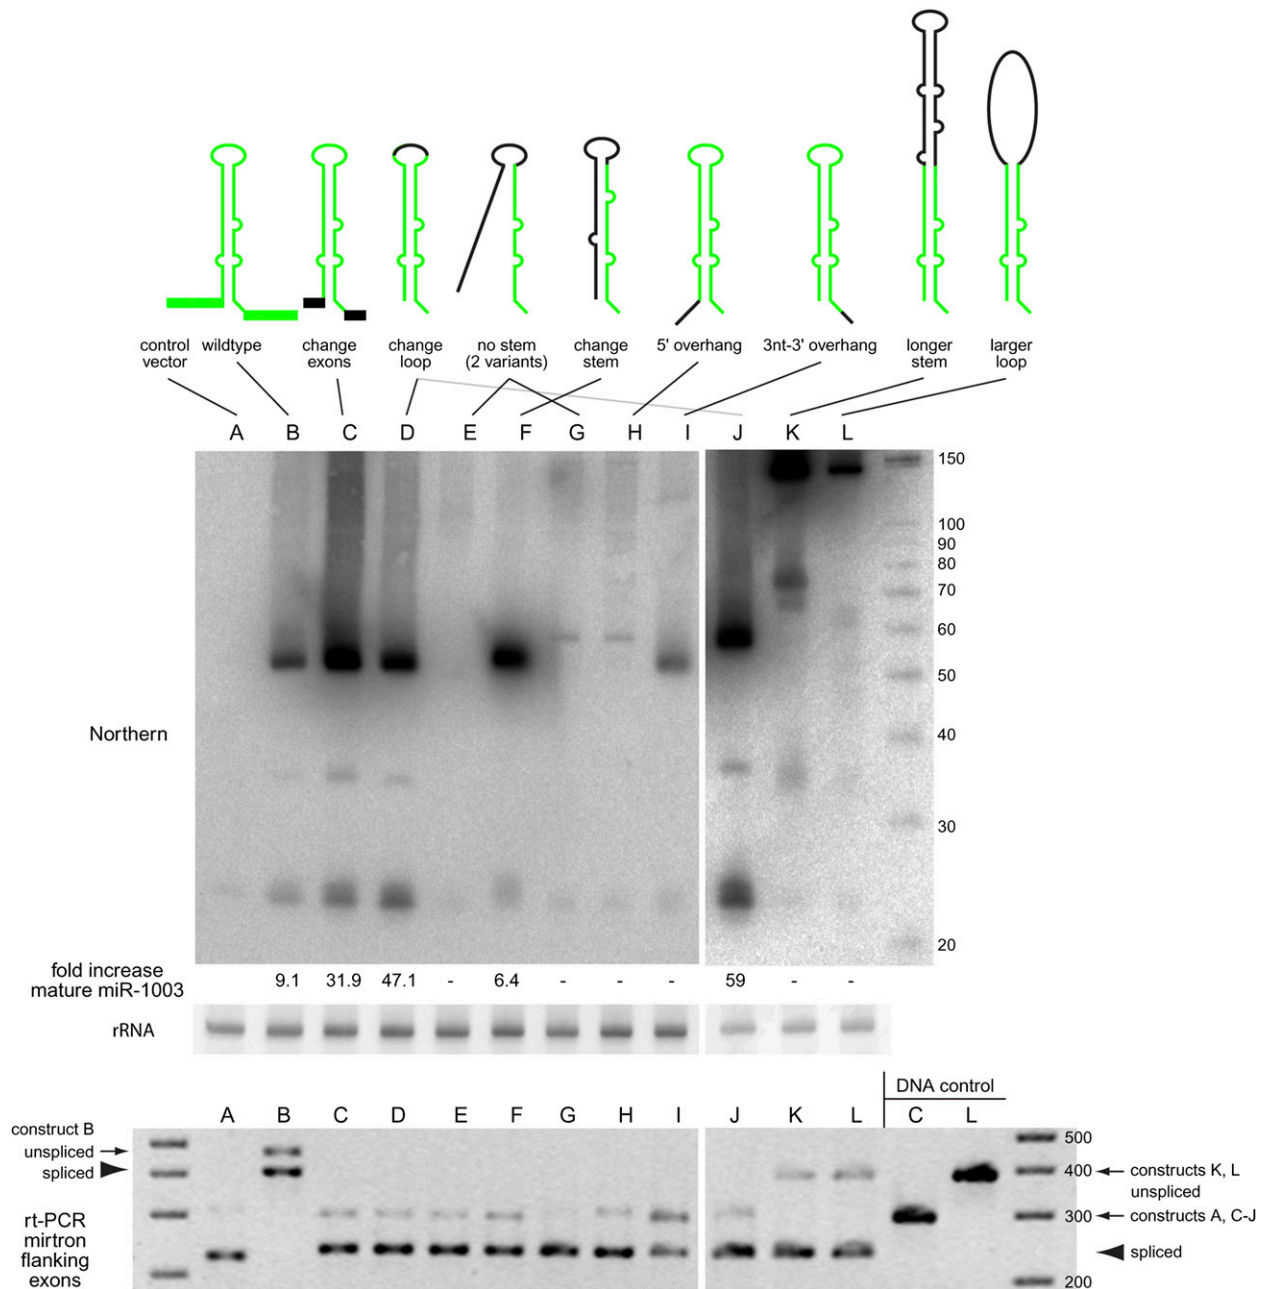 control vector
wildtype
change exons
change loop
no stem (2 variants)
change stem
5' overhang
3nt-3' overhang
longer stem
larger loop
A B C D E F G H I J K L
150
100
90
80
70
60
50
40
30
20
Northern
fold increase
mature miR-1003
9.1 31.9 47.1 - 6.4 - - - 59 - -
rRNA
DNA control
A B C D E F G H I J K L C L
construct B
unspliced
spliced
rt-PCR
mirtron
flanking
exons
500
400
300
200
constructs K, L
unspliced
constructs A, C-J
spliced